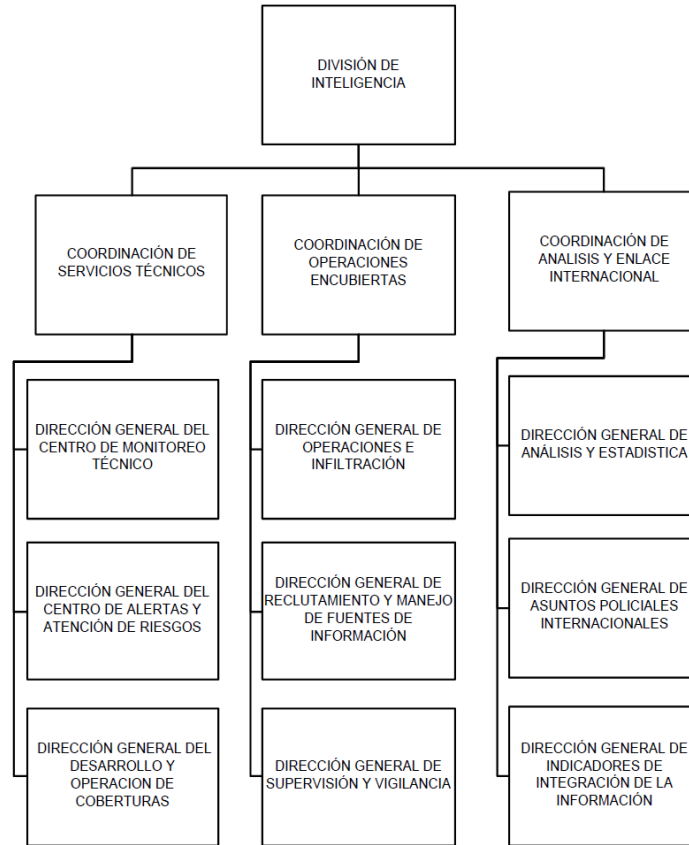 DIVISIÓN DE
INTELIGENCIA
COORDINACIÓN DE
SERVICIOS TÉCNICOS
COORDINACIÓN DE
OPERACIONES
ENCUBIERTAS
COORDINACIÓN DE
ANALISIS Y ENLACE
INTERNACIONAL
DIRECCIÓN GENERAL DEL
CENTRO DE MONITOREO
TÉCNICO
DIRECCIÓN GENERAL DE
OPERACIONES E
INFILTRACIÓN
DIRECCIÓN GENERAL DE
ANÁLISIS Y ESTADISTICA
DIRECCIÓN GENERAL DEL
CENTRO DE ALERTAS Y
ATENCIÓN DE RIESGOS
DIRECCIÓN GENERAL DE
RECLUTAMIENTO Y MANEJO
DE FUENTES DE
INFORMACIÓN
DIRECCIÓN GENERAL DE
ASUNTOS POLICIALES
INTERNACIONALES
DIRECCIÓN GENERAL DEL
DESARROLLO Y
OPERACION DE
COBERTURAS
DIRECCIÓN GENERAL DE
SUPERVISIÓN Y VIGILANCIA
DIRECCIÓN GENERAL DE
INDICADORES DE
INTEGRACIÓN DE LA
INFORMACIÓN